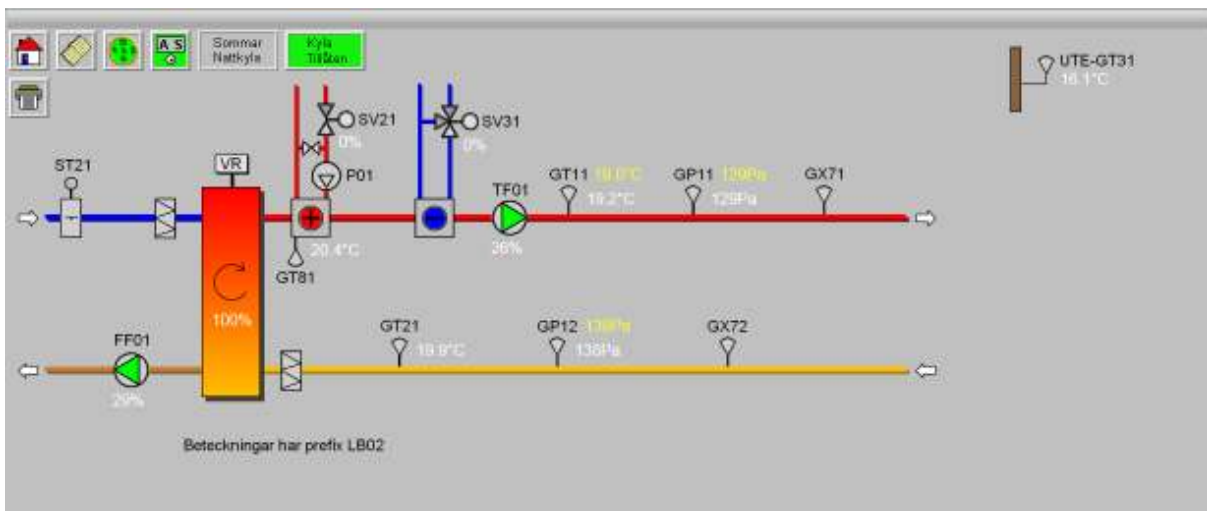 A S
Sommar
Nattkyla
Kyla
Tillåten
UTE-GT31
16.1°C
SV21
0%
SV31
0%
ST21
VR
P01
GT11 19.0°C
19.2°C
GP11 129Pa
129Pa
GX71
TF01
36%
20.4°C
GT81
100%
FF01
29%
GT21
19.9°C
GP12
138Pa
GX72
Beteckningar har prefix LB02